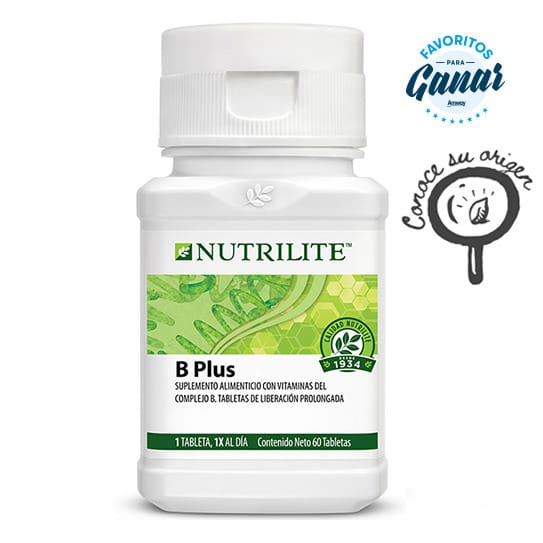 FAVORITOS
PARA
Ganar
Amway
Conoce su origen
NUTRILITE™
CALIDAD NUTRILITE
DESDE
1934
B Plus
SUPLEMENTO ALIMENTICIO CON VITAMINAS DEL
COMPLEJO B. TABLETAS DE LIBERACIÓN PROLONGADA
1 TABLETA, 1X AL DÍA Contenido Neto 60 Tabletas